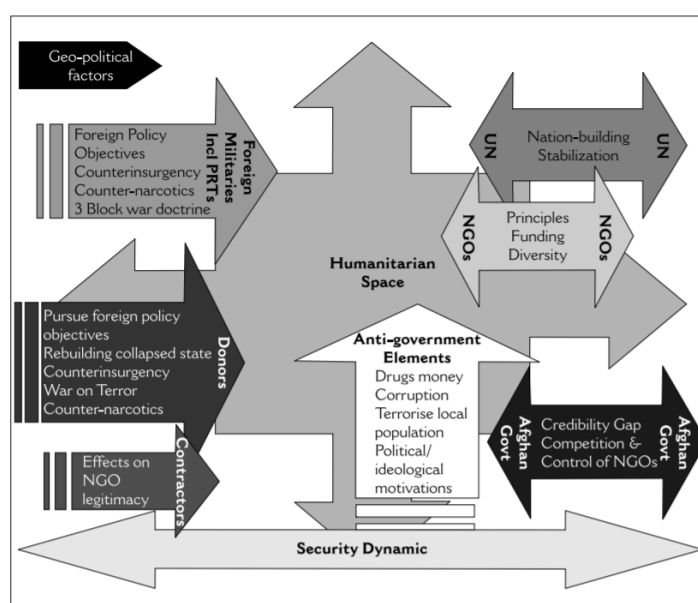 Geo-political
factors
Foreign Policy
Objectives
Counterinsurgency
Counter-narcotics
3 Block war doctrine
Foreign
Militaries
Incl PRTs
UN
Nation-building
Stabilization
UN
NGOs
Principles
Funding
Diversity
NGOs
Humanitarian
Space
Pursue foreign policy
objectives
Rebuilding collapsed state
Counterinsurgency
War on Terror
Counter-narcotics
Donors
Anti-government
Elements
Drugs money
Corruption
Terrorise local
population
Political/
ideological
motivations
Afghan
Govt
Credibility Gap
Competition &
Control of NGOs
Afghan
Govt
Effects on
NGO
legitimacy
Contractors
Security Dynamic